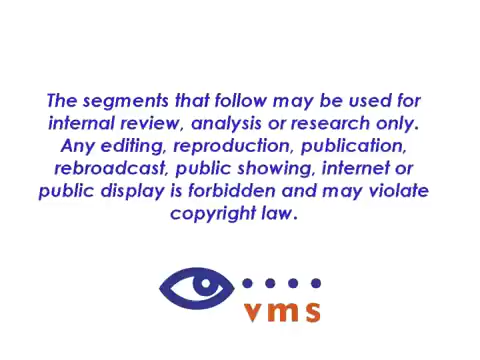 The segments that follow may be used for
internal review, analysis or research only.
Any editing, reproduction, publication,
rebroadcast, public showing, internet or
public display is forbidden and may violate
copyright law.
vms